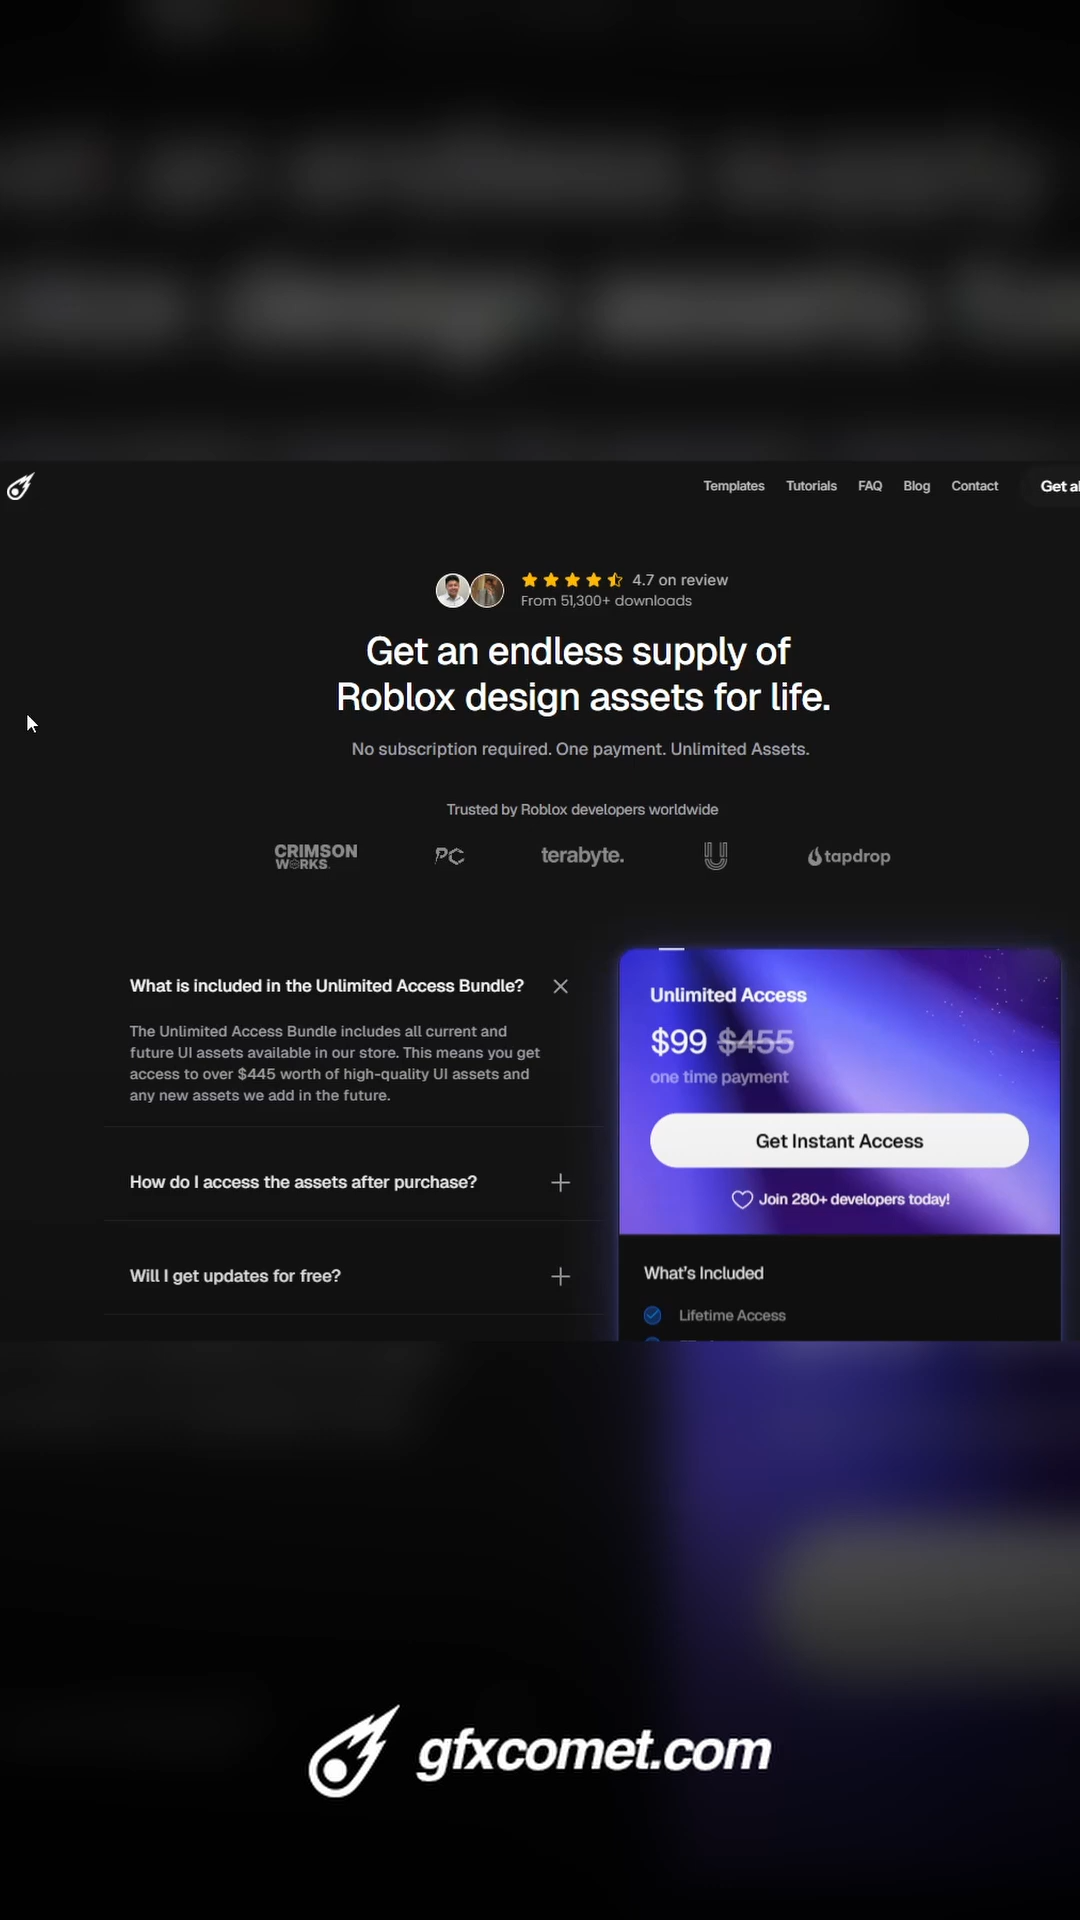 Templates Tutorials FAQ Blog Contact Get al
4.7 on review
From 51,300+ downloads
Get an endless supply of
Roblox design assets for life.
No subscription required. One payment. Unlimited Assets.
Trusted by Roblox developers worldwide
CRIMSON
WORKS.
PC
terabyte.
U
tapdrop
What is included in the Unlimited Access Bundle?
The Unlimited Access Bundle includes all current and
future UI assets available in our store. This means you get
access to over $445 worth of high-quality UI assets and
any new assets we add in the future.
How do I access the assets after purchase?
Will I get updates for free?
Unlimited Access
$99 $455
one time payment
Get Instant Access
Join 280+ developers today!
What's Included
Lifetime Access
gfxcomet.com